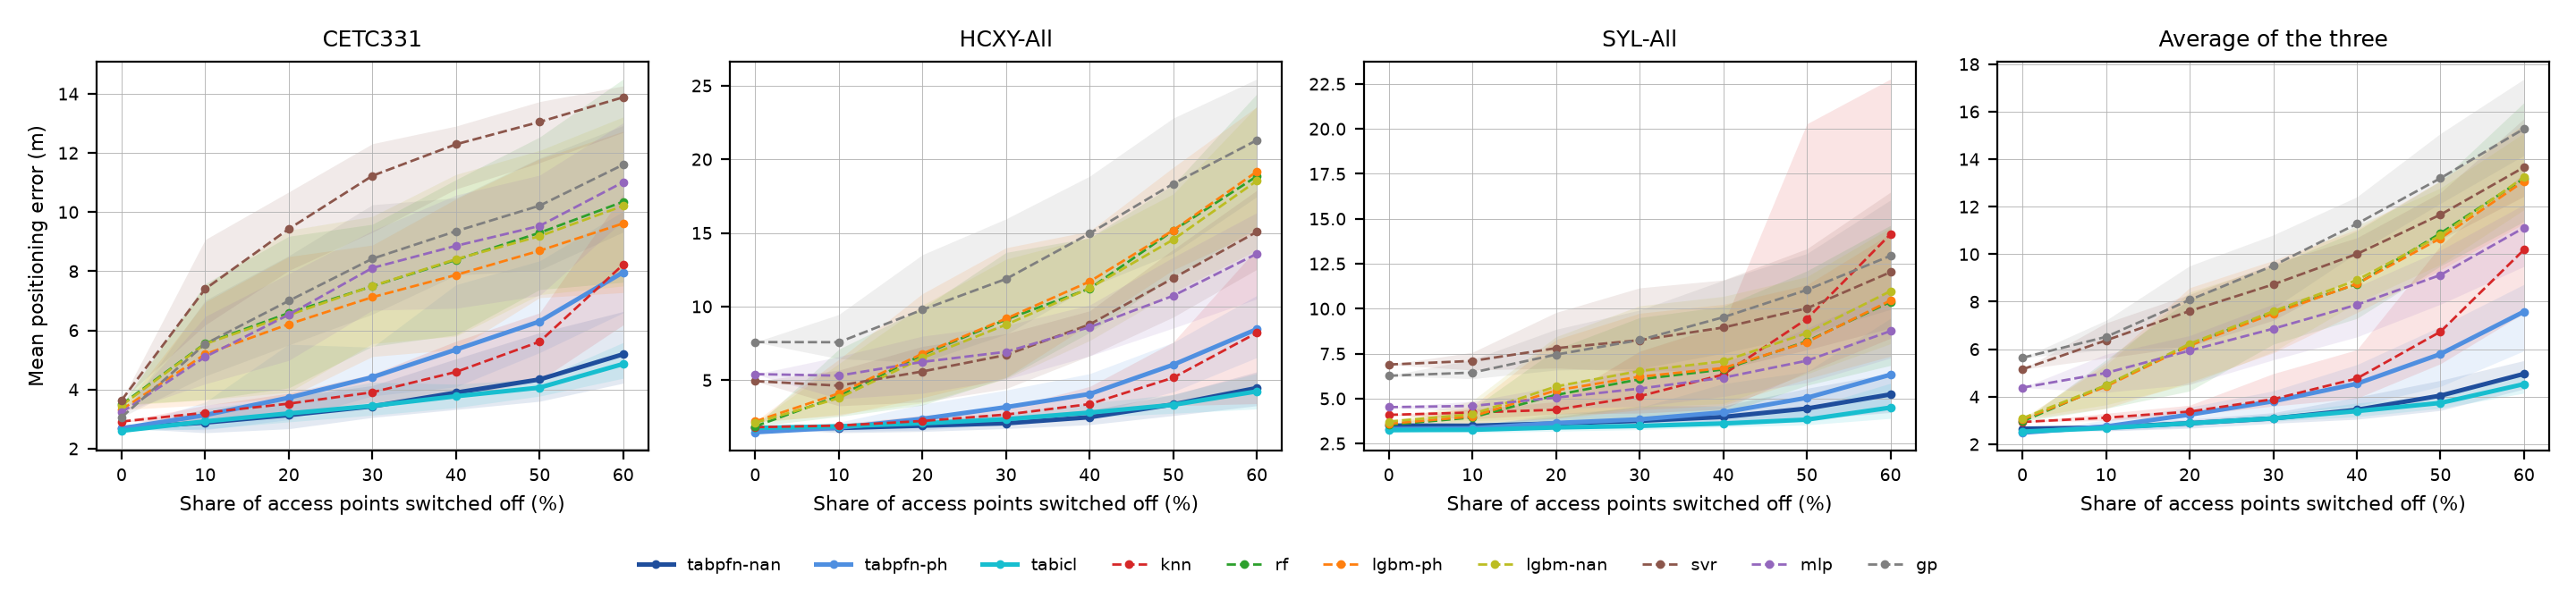 CETC331
HCXY-All
SYL-All
Average of the three
Mean positioning error (m)
14
12
10
8
6
4
2
25
20
15
10
5
22.5
20.0
17.5
15.0
12.5
10.0
7.5
5.0
2.5
18
16
14
12
10
8
6
4
2
0 10 20 30 40 50 60
0 10 20 30 40 50 60
0 10 20 30 40 50 60
0 10 20 30 40 50 60
Share of access points switched off (%)
Share of access points switched off (%)
Share of access points switched off (%)
Share of access points switched off (%)
tabpfn-nan tabpfn-ph tabicl knn rf lgbm-ph lgbm-nan svr mlp gp